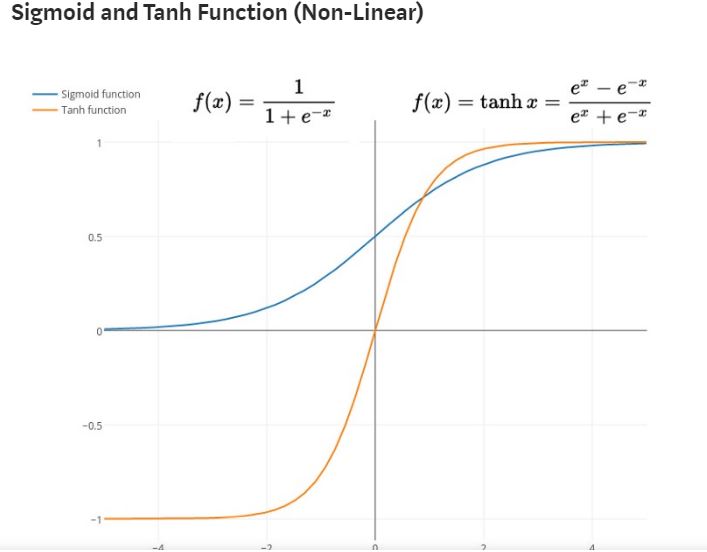 Sigmoid and Tanh Function (Non-Linear)
Sigmoid function
Tanh function
f(x) = 1 / (1 + e^{-x})
f(x) = tanh x = (e^x − e^{-x}) / (e^x + e^{-x})
1
0.5
0
−0.5
−1
−4 −2 0 2 4